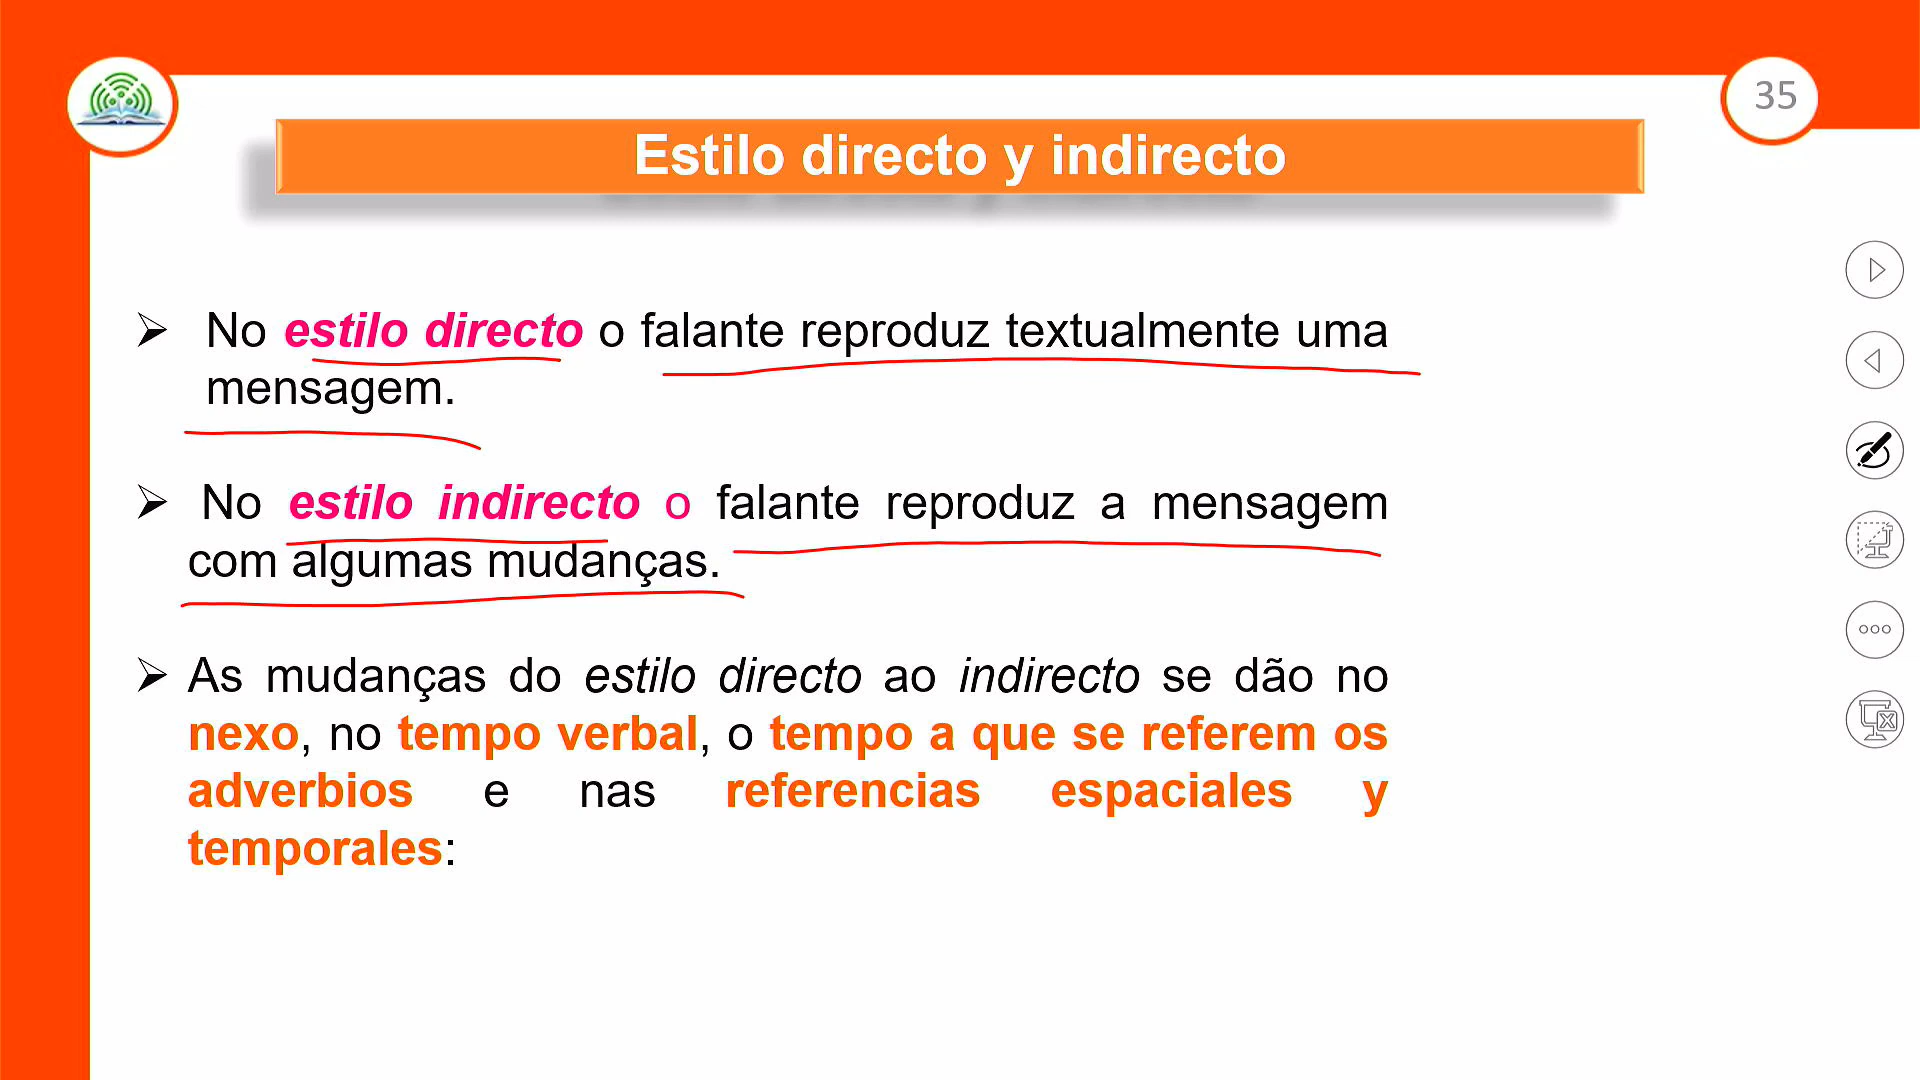 35
Estilo directo y indirecto
No estilo directo o falante reproduz textualmente uma
mensagem.
No estilo indirecto o falante reproduz a mensagem
com algumas mudanças.
As mudanças do estilo directo ao indirecto se dão no
nexo, no tempo verbal, o tempo a que se referem os
adverbios e nas referencias espaciales y
temporales: